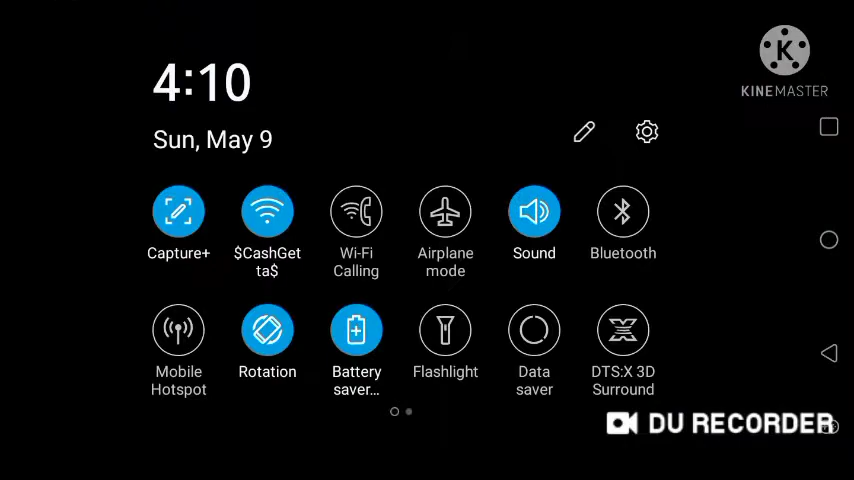 4:10
KINEMASTER
Sun, May 9
Capture+
$CashGet
ta$
Wi-Fi
Calling
Airplane
mode
Sound
Bluetooth
Mobile
Hotspot
Rotation
Battery
saver...
Flashlight
Data
saver
DTS:X 3D
Surround
DU RECORDER